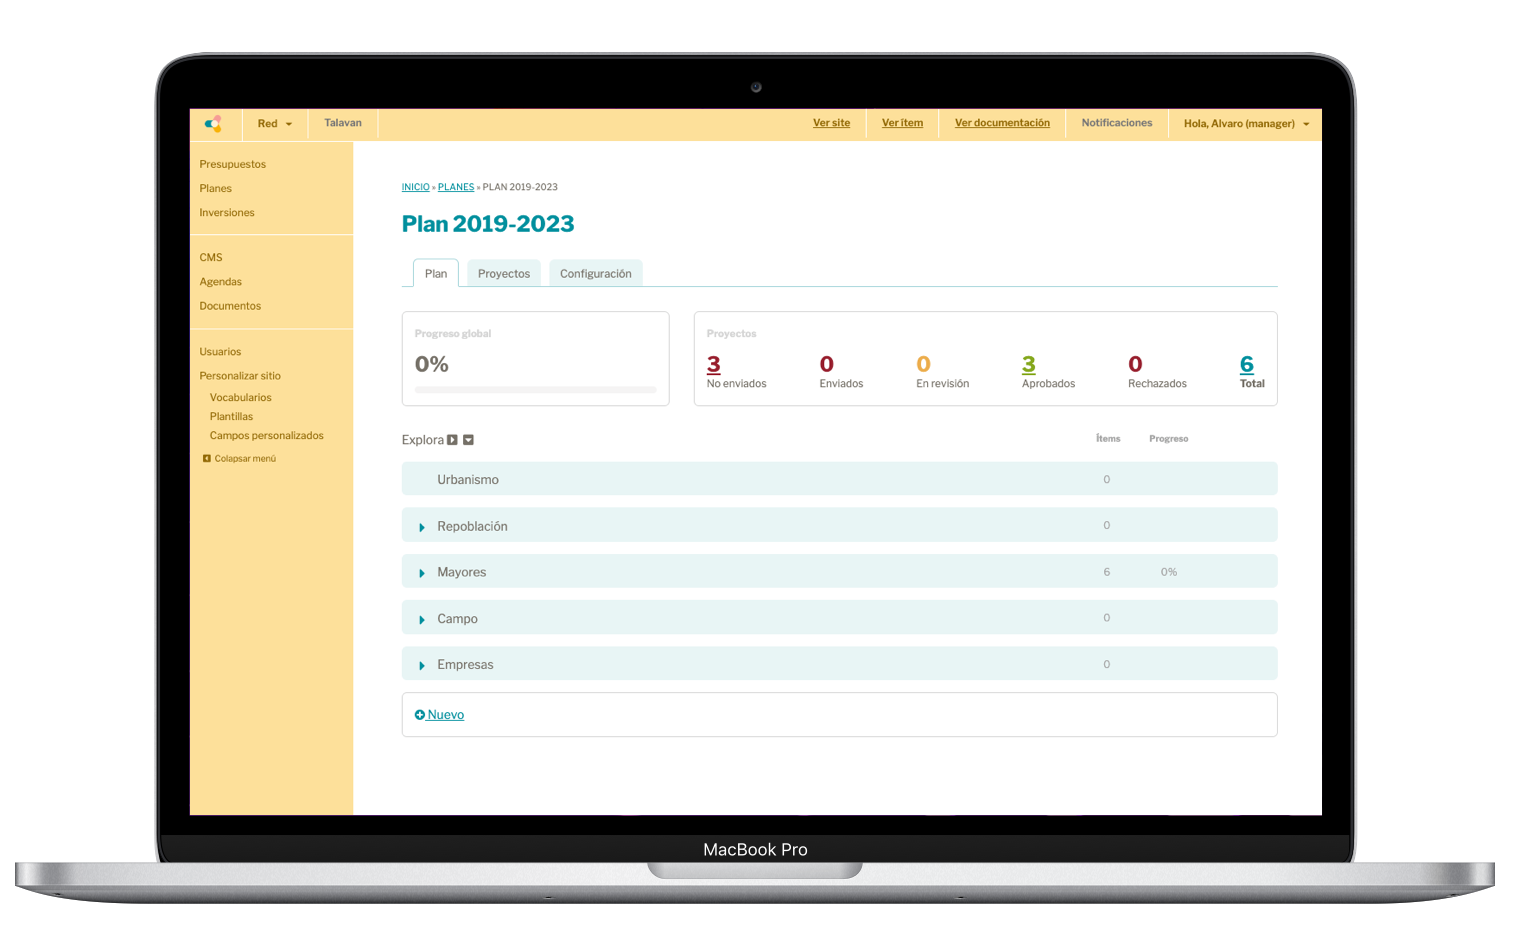 Red Talavan Ver site Ver ítem Ver documentación Notificaciones Hola, Alvaro (manager)
Presupuestos
Planes
Inversiones
CMS
Agendas
Documentos
Usuarios
Personalizar sitio
Vocabularios
Plantillas
Campos personalizados
Colapsar menú
INICIO » PLANES » PLAN 2019-2023
Plan 2019-2023
Plan Proyectos Configuración
Progreso global
0%
Proyectos
3 0 0 3 0 6
No enviados Enviados En revisión Aprobados Rechazados Total
Explora Ítems Progreso
Urbanismo 0
Repoblación 0
Mayores 6 0%
Campo 0
Empresas 0
Nuevo
MacBook Pro